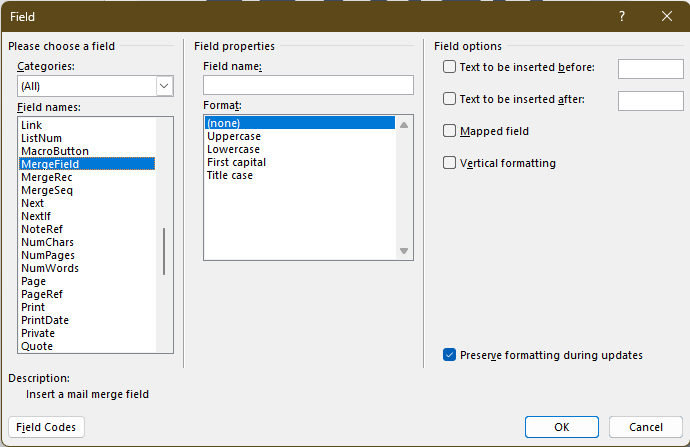 Field
?
Please choose a field
Categories:
(All)
Field names:
Link
ListNum
MacroButton
MergeField
MergeRec
MergeSeq
Next
NextIf
NoteRef
NumChars
NumPages
NumWords
Page
PageRef
Print
PrintDate
Private
Quote
Field properties
Field name:
Format:
(none)
Uppercase
Lowercase
First capital
Title case
Field options
Text to be inserted before:
Text to be inserted after:
Mapped field
Vertical formatting
Preserve formatting during updates
Description:
Insert a mail merge field
Field Codes
OK
Cancel